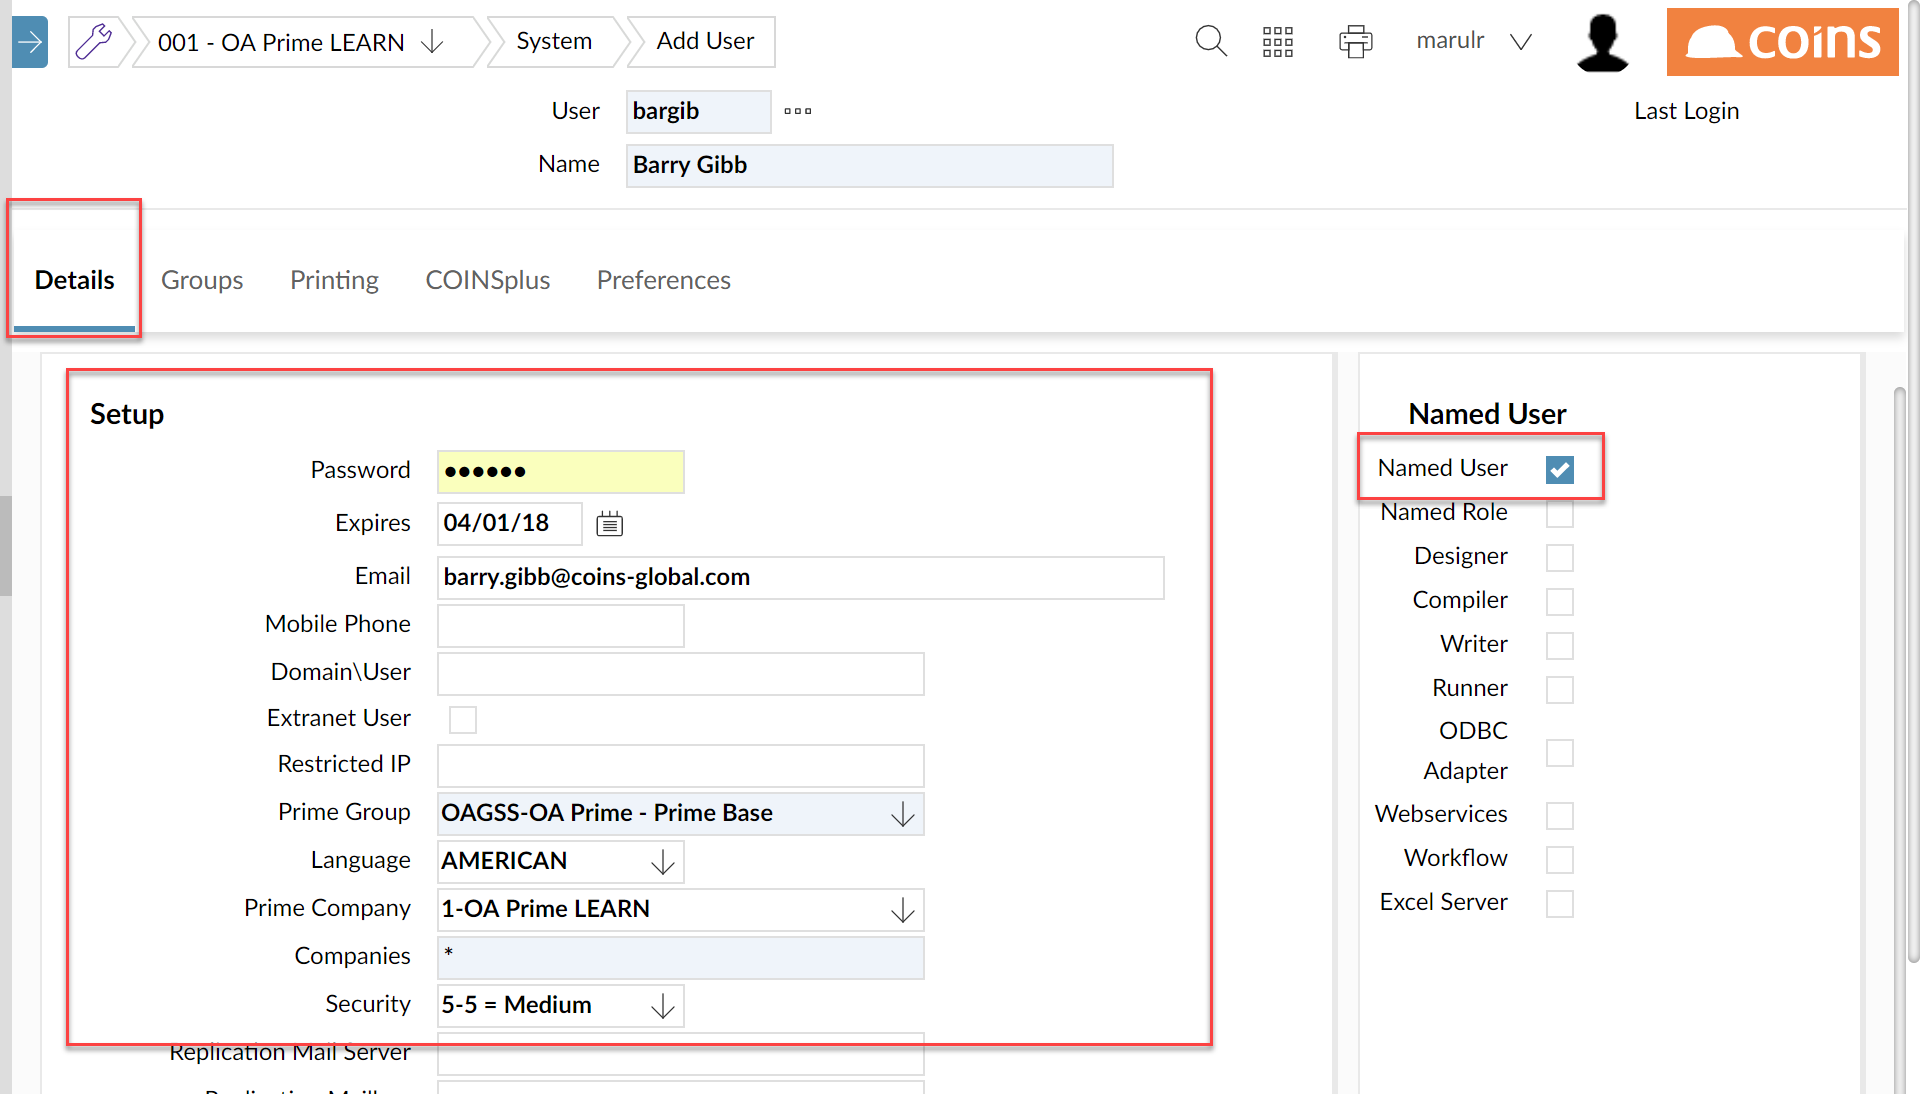 001 - OA Prime LEARN
System
Add User
marulr
coins
User
bargib
Last Login
Name
Barry Gibb
Details
Groups
Printing
COINSplus
Preferences
Setup
Password
••••••
Expires
04/01/18
Email
barry.gibb@coins-global.com
Mobile Phone
Domain\User
Extranet User
Restricted IP
Prime Group
OAGSS-OA Prime - Prime Base
Language
AMERICAN
Prime Company
1-OA Prime LEARN
Companies
*
Security
5-5 = Medium
Replication Mail Server
Named User
Named User
Named Role
Designer
Compiler
Writer
Runner
ODBC
Adapter
Webservices
Workflow
Excel Server